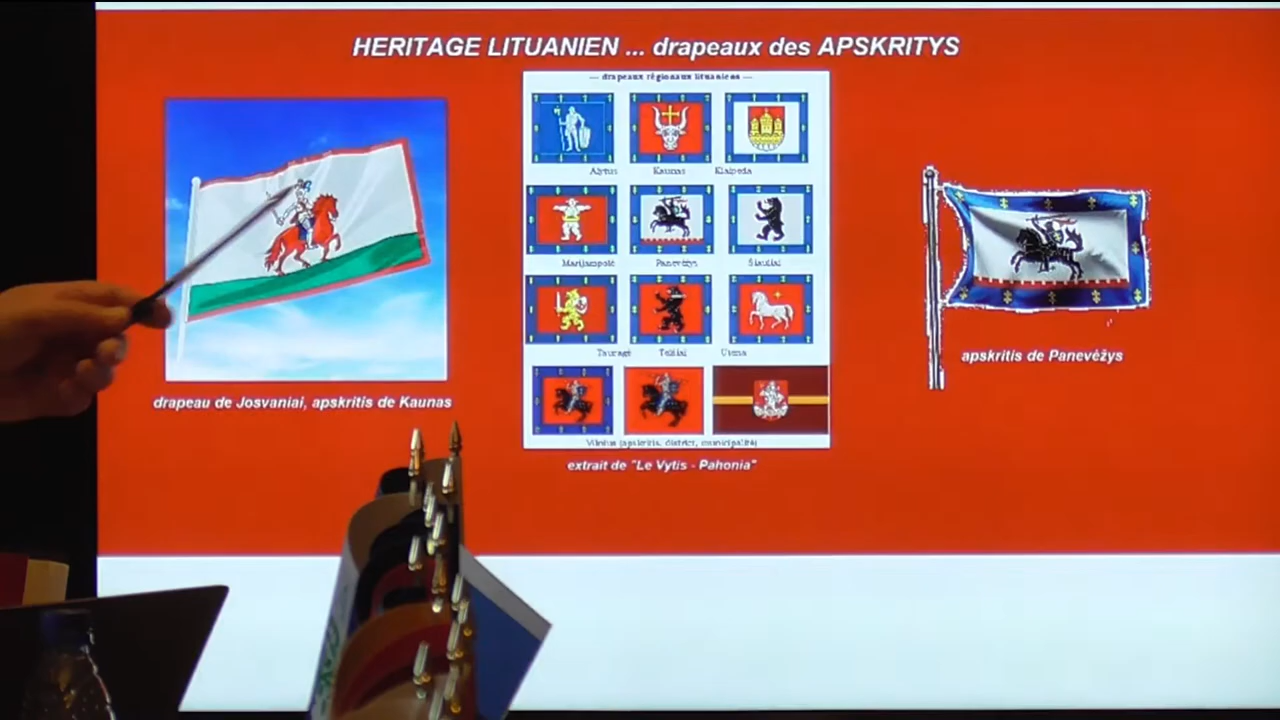 HERITAGE LITUANIEN ... drapeaux des APSKRITYS
— drapeaux régionaux lituaniens —
Alytus Kaunas Klaipeda
Marijampolė Panevėžys Šiauliai
Tauragė Telšiai Utena
Vilnius (apskritis, district, municipalité)
drapeau de Josvaniai, apskritis de Kaunas
extrait de "Le Vytis - Pahonia"
apskritis de Panevėžys